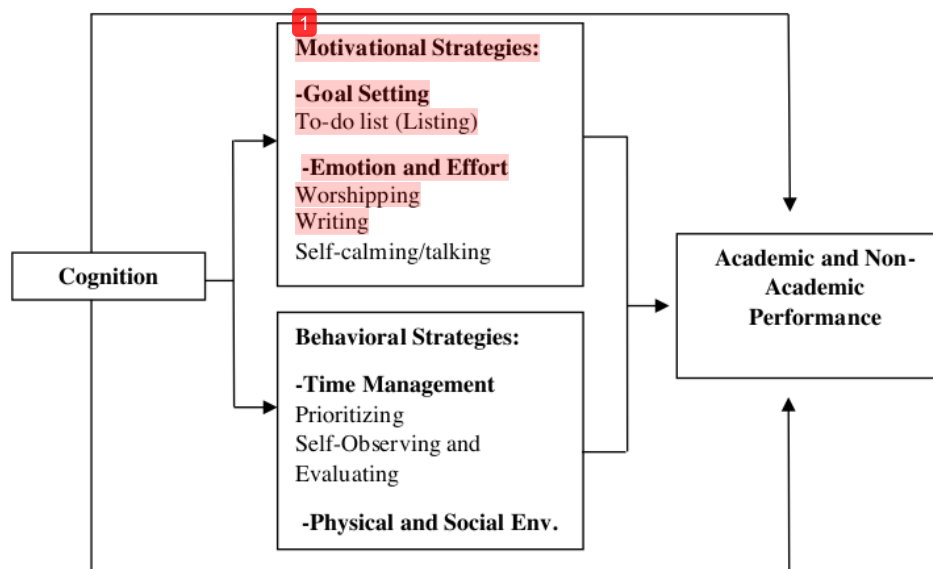 1
Motivational Strategies:
-Goal Setting
To-do list (Listing)
-Emotion and Effort
Worshipping
Writing
Self-calming/talking
Cognition
Academic and Non-
Academic
Performance
Behavioral Strategies:
-Time Management
Prioritizing
Self-Observing and
Evaluating
-Physical and Social Env.